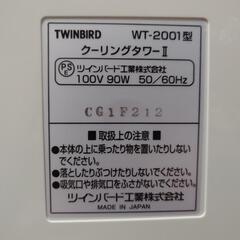 TWINBIRD WT-2001型
クーリングタワーⅡ
PSE ツインバード工業株式会社
100V 90W 50/60Hz
CG1F212
■取扱上の注意■
●本体の上に乗ったり物を置いたりしない
でください。
●落としたりぶつけたりしないでください。
●吸気口や排気口をふさがないでください。
ツインバード工業株式会社
MADE IN JAPAN